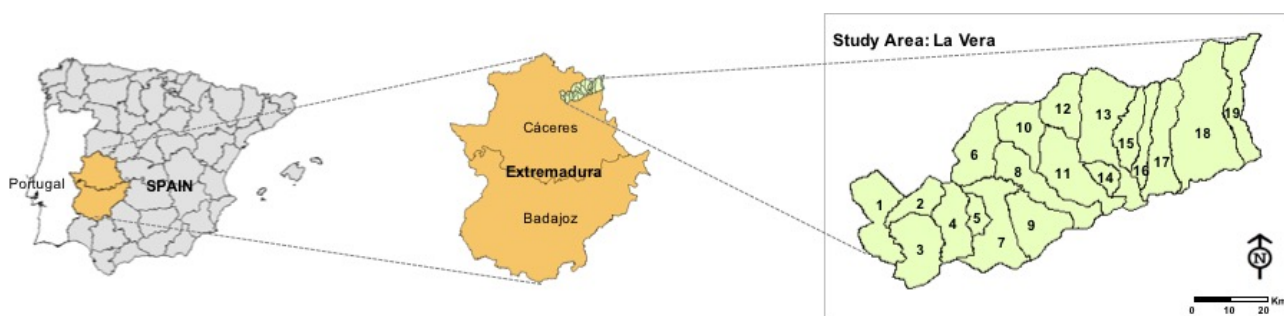 Portugal
SPAIN
Cáceres
Extremadura
Badajoz
Study Area: La Vera
1
2
3
4
5
6
7
8
9
10
11
12
13
14
15
16
17
18
19
N
0 10 20 Km